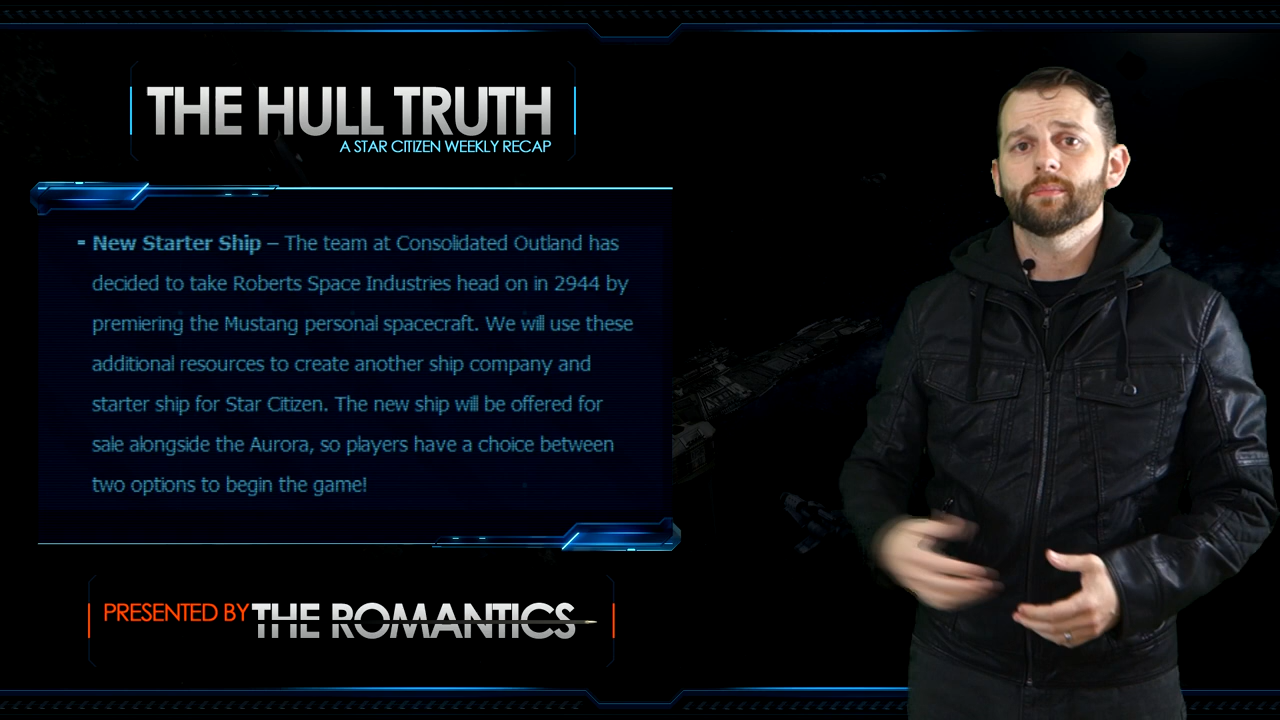 THE HULL TRUTH
A STAR CITIZEN WEEKLY RECAP
- New Starter Ship – The team at Consolidated Outland has
decided to take Roberts Space Industries head on in 2944 by
premiering the Mustang personal spacecraft. We will use these
additional resources to create another ship company and
starter ship for Star Citizen. The new ship will be offered for
sale alongside the Aurora, so players have a choice between
two options to begin the game!
PRESENTED BY THE ROMANTICS